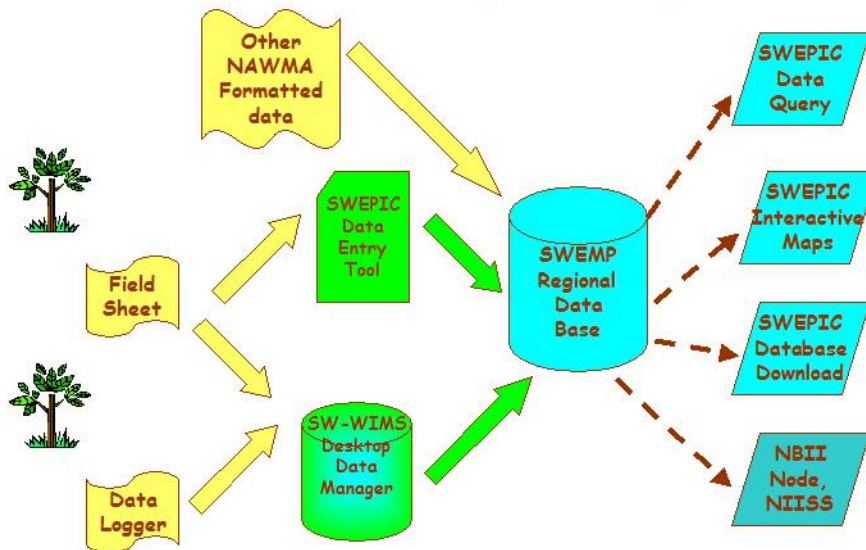 Other
NAWMA
Formatted
data
SWEPIC
Data
Query
SWEPIC
Data
Entry
Tool
SWEPIC
Interactive
Maps
SWEMP
Regional
Data
Base
Field
Sheet
SWEPIC
Database
Download
SW-WIMS
Desktop
Data
Manager
NBII
Node,
NIISS
Data
Logger